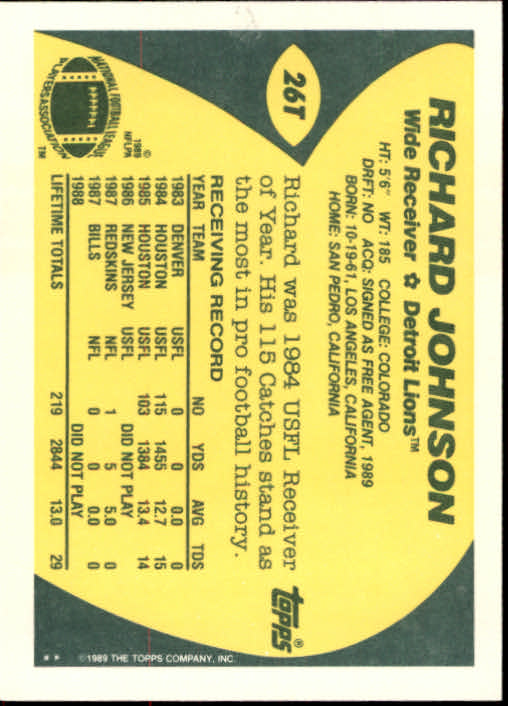 26T
RICHARD JOHNSON
Wide Receiver ✩ Detroit Lions™
HT: 5'6" WT: 185 COLLEGE: COLORADO
DRFT: NO ACQ: SIGNED AS FREE AGENT, 1989
BORN: 10-19-61, LOS ANGELES, CALIFORNIA
HOME: SAN PEDRO, CALIFORNIA
Richard was 1984 USFL Receiver
of Year. His 115 Catches stand as
the most in pro football history.
topps®
NATIONAL FOOTBALL LEAGUE
PLAYERS ASSOCIATION
™
©
1989
NFLPA
RECEIVING RECORD
YEAR TEAM NO YDS AVG TDS
1983 DENVER USFL 0 0 0.0 0
1984 HOUSTON USFL 115 1455 12.7 15
1985 HOUSTON USFL 103 1384 13.4 14
1986 NEW JERSEY USFL DID NOT PLAY
1987 REDSKINS NFL 1 5 5.0 0
1987 BILLS NFL 0 0 0.0 0
1988 DID NOT PLAY
LIFETIME TOTALS 219 2844 13.0 29
** ©1989 THE TOPPS COMPANY, INC.